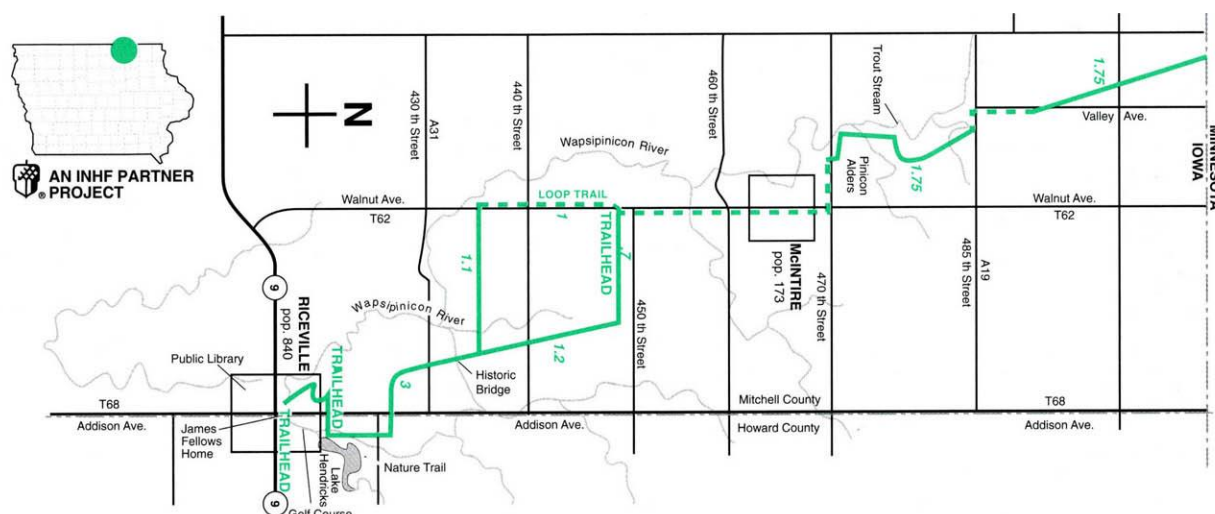 AN INHF PARTNER
® PROJECT
N
430 th Street
A31
440 th Street
460 th Street
Trout Stream
1.75
Valley Ave.
MINNESOTA
IOWA
Wapsipinicon River
Pinicon
Alders
1.75
LOOP TRAIL
Walnut Ave.
T62
1
TRAILHEAD
.7
McINTIRE
pop. 173
Walnut Ave.
T62
470 th Street
485 th Street
A19
1.1
450 th Street
9
RICEVILLE
pop. 840
Wapsipinicon River
Public Library
TRAILHEAD
3
Historic
Bridge
1.2
Mitchell County
T68
T68
Addison Ave.
James
Fellows
Home
TRAILHEAD
Addison Ave.
Howard County
Addison Ave.
Lake
Hendricks
Nature Trail
9
Golf Course